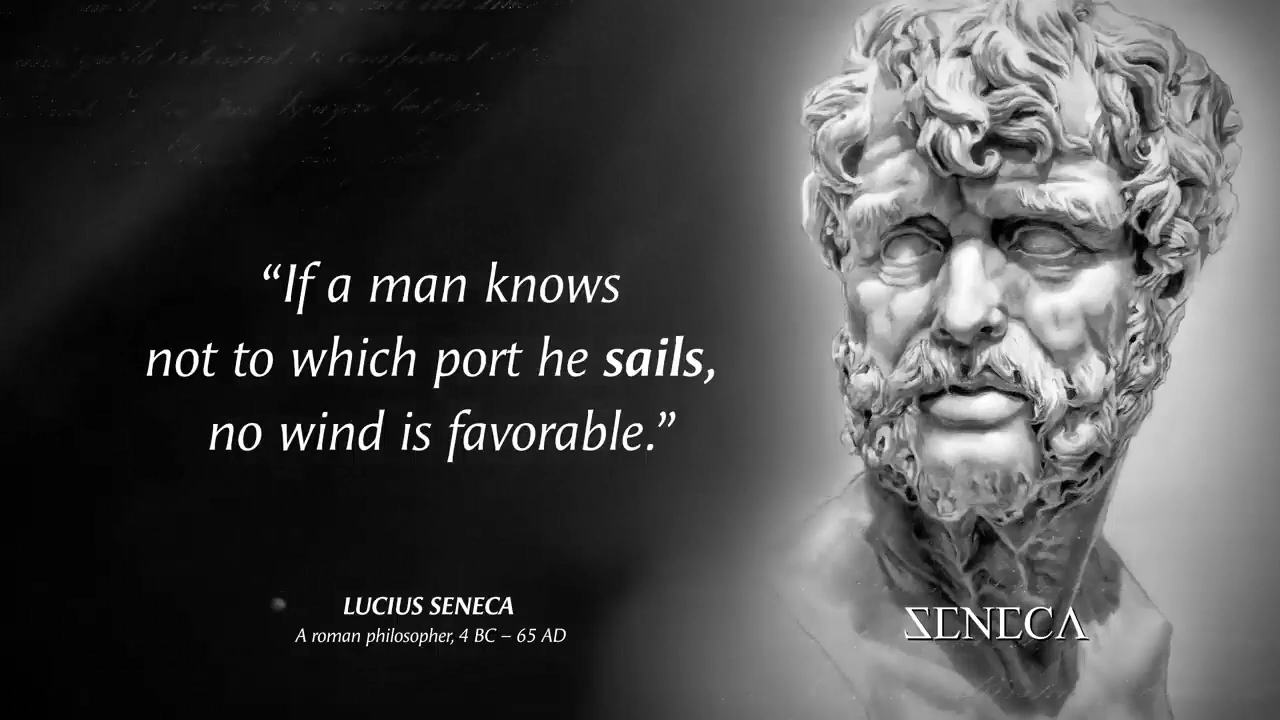 “If a man knows
not to which port he sails,
no wind is favorable.”
LUCIUS SENECA
A roman philosopher, 4 BC – 65 AD
SENECA